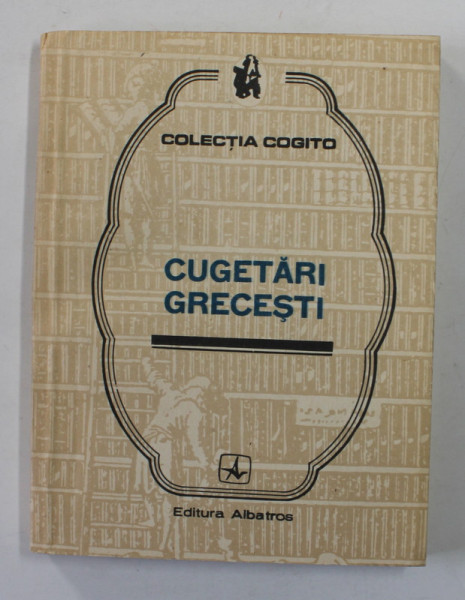 COLECȚIA COGITO
CUGETĂRI
GRECEȘTI
Editura Albatros